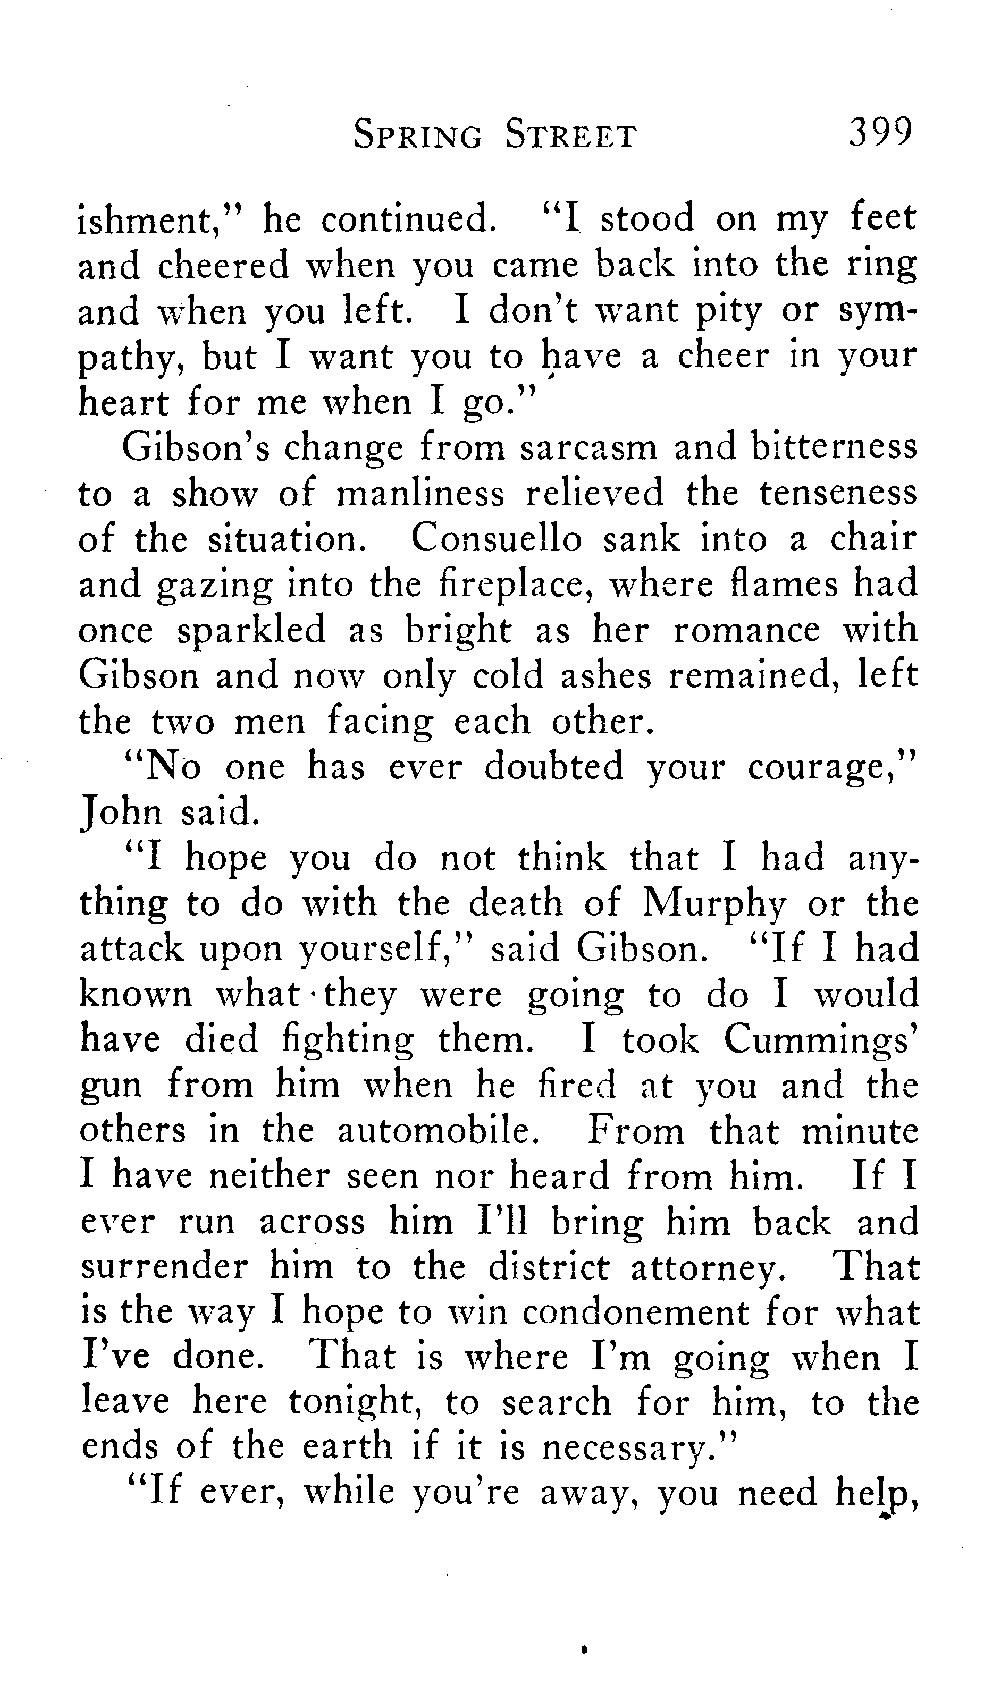 SPRING STREET 399
ishment," he continued. "I stood on my feet
and cheered when you came back into the ring
and when you left. I don't want pity or sym-
pathy, but I want you to have a cheer in your
heart for me when I go."
Gibson's change from sarcasm and bitterness
to a show of manliness relieved the tenseness
of the situation. Consuello sank into a chair
and gazing into the fireplace, where flames had
once sparkled as bright as her romance with
Gibson and now only cold ashes remained, left
the two men facing each other.
"No one has ever doubted your courage,"
John said.
"I hope you do not think that I had any-
thing to do with the death of Murphy or the
attack upon yourself," said Gibson. "If I had
known what they were going to do I would
have died fighting them. I took Cummings'
gun from him when he fired at you and the
others in the automobile. From that minute
I have neither seen nor heard from him. If I
ever run across him I'll bring him back and
surrender him to the district attorney. That
is the way I hope to win condonement for what
I've done. That is where I'm going when I
leave here tonight, to search for him, to the
ends of the earth if it is necessary."
"If ever, while you're away, you need help,